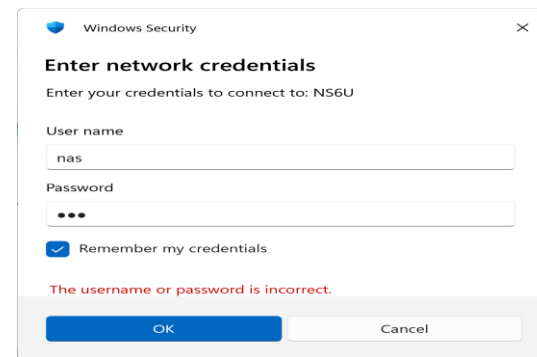 Windows Security
Enter network credentials
Enter your credentials to connect to: NS6U
User name
nas
Password
●●●
Remember my credentials
The username or password is incorrect.
OK Cancel